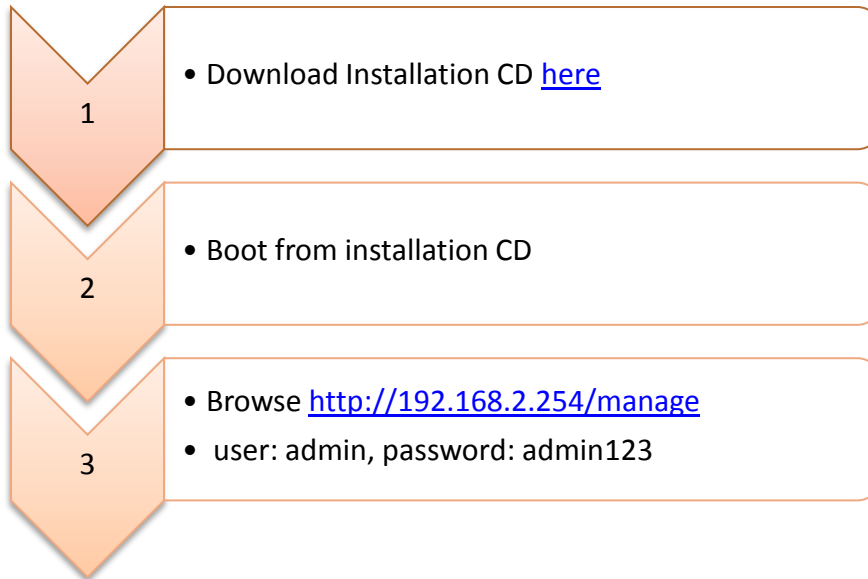 1
• Download Installation CD here
2
• Boot from installation CD
3
• Browse http://192.168.2.254/manage
• user: admin, password: admin123